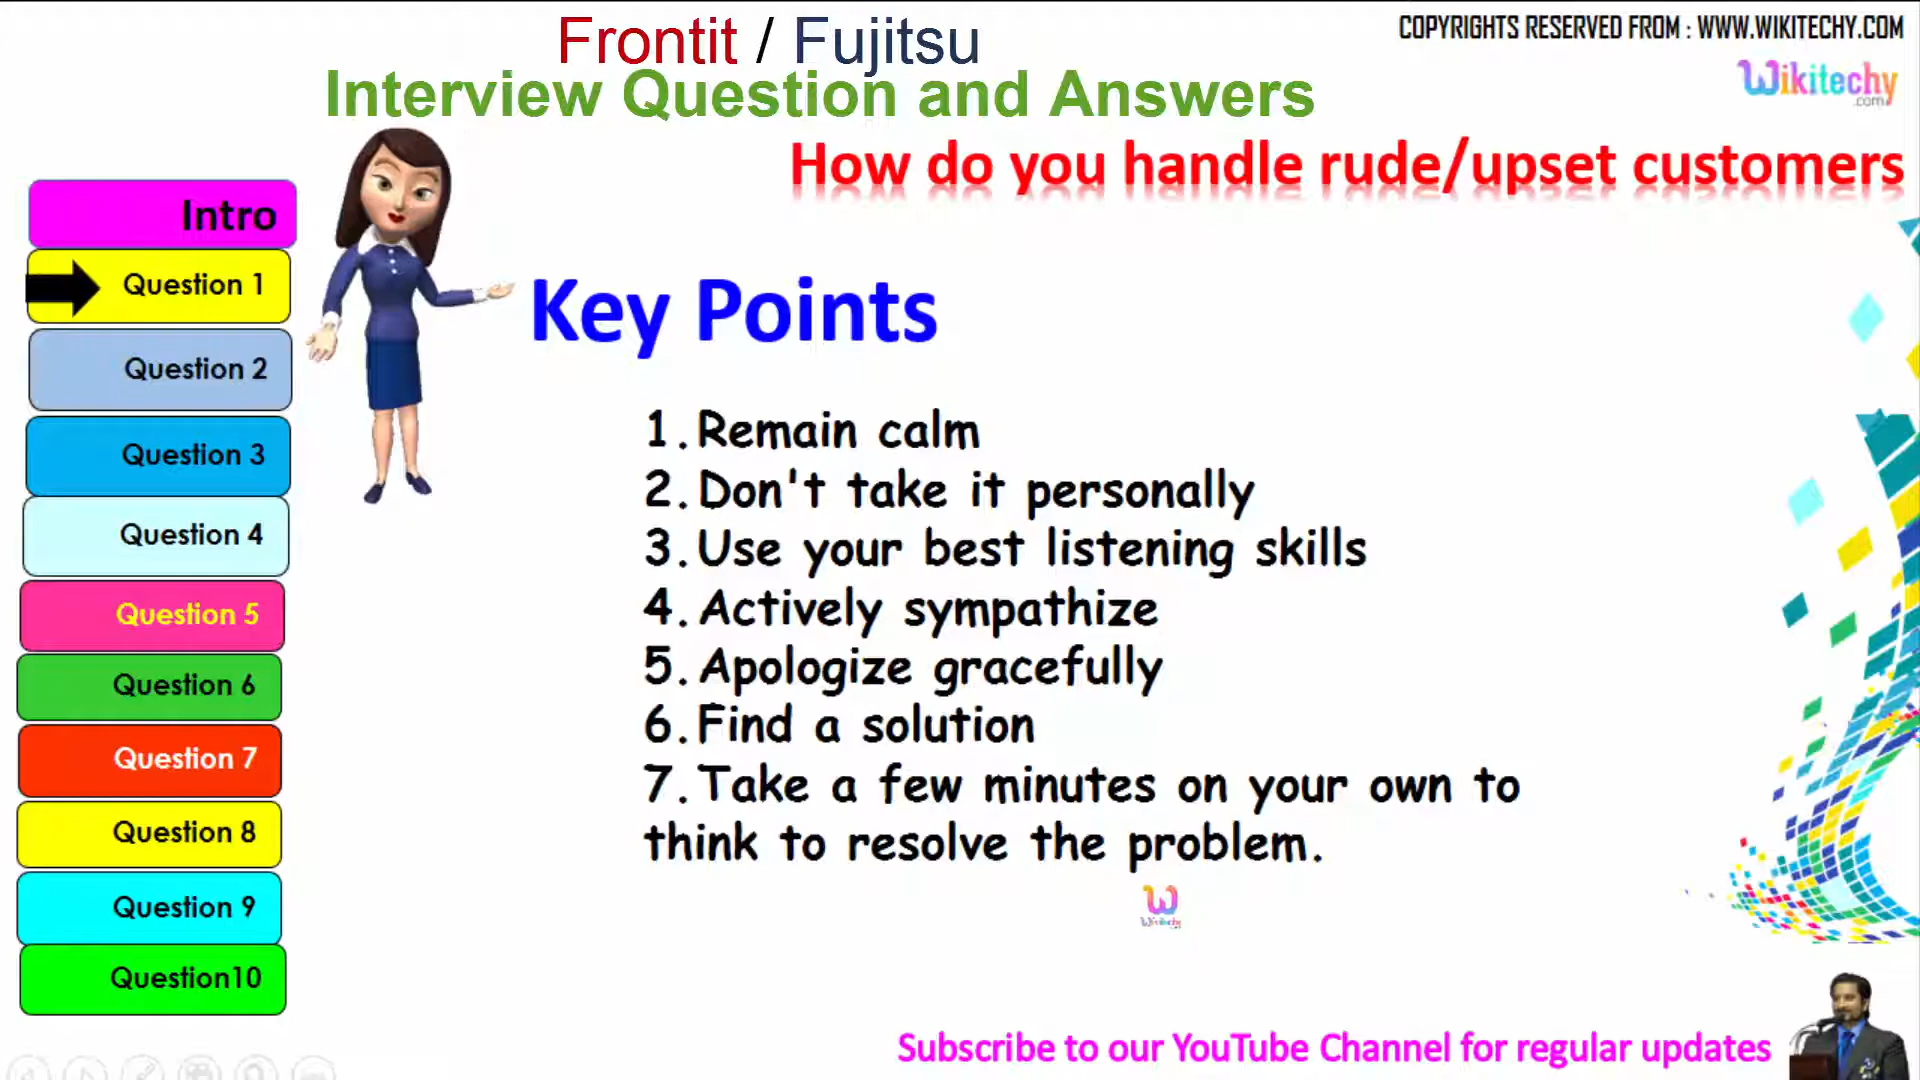 Frontit / Fujitsu
COPYRIGHTS RESERVED FROM : WWW.WIKITECHY.COM
Interview Question and Answers
Wikitechy
.com
How do you handle rude/upset customers
Intro
Question 1
Question 2
Question 3
Question 4
Question 5
Question 6
Question 7
Question 8
Question 9
Question10
Key Points
1. Remain calm
2. Don't take it personally
3. Use your best listening skills
4. Actively sympathize
5. Apologize gracefully
6. Find a solution
7. Take a few minutes on your own to
think to resolve the problem.
W
Wikitechy
Subscribe to our YouTube Channel for regular updates